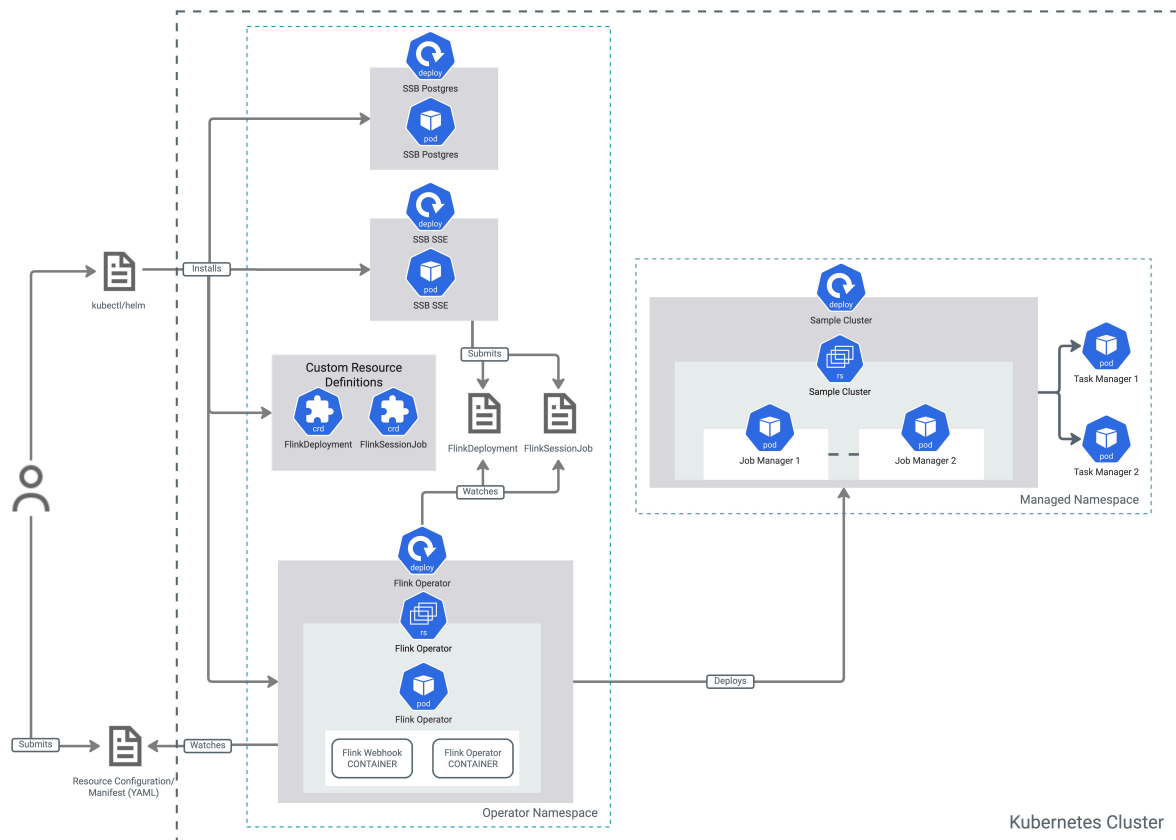 deploy
SSB Postgres
pod
SSB Postgres
deploy
SSB SSE
pod
SSB SSE
kubectl/helm
Installs
Submits
Custom Resource
Definitions
crd
FlinkDeployment
crd
FlinkSessionJob
FlinkDeployment
FlinkSessionJob
Watches
deploy
Flink Operator
rs
Flink Operator
pod
Flink Operator
Flink Webhook
CONTAINER
Flink Operator
CONTAINER
Operator Namespace
Submits
Watches
Resource Configuration/
Manifest (YAML)
Deploys
deploy
Sample Cluster
rs
Sample Cluster
pod
Job Manager 1
pod
Job Manager 2
pod
Task Manager 1
pod
Task Manager 2
Managed Namespace
Kubernetes Cluster